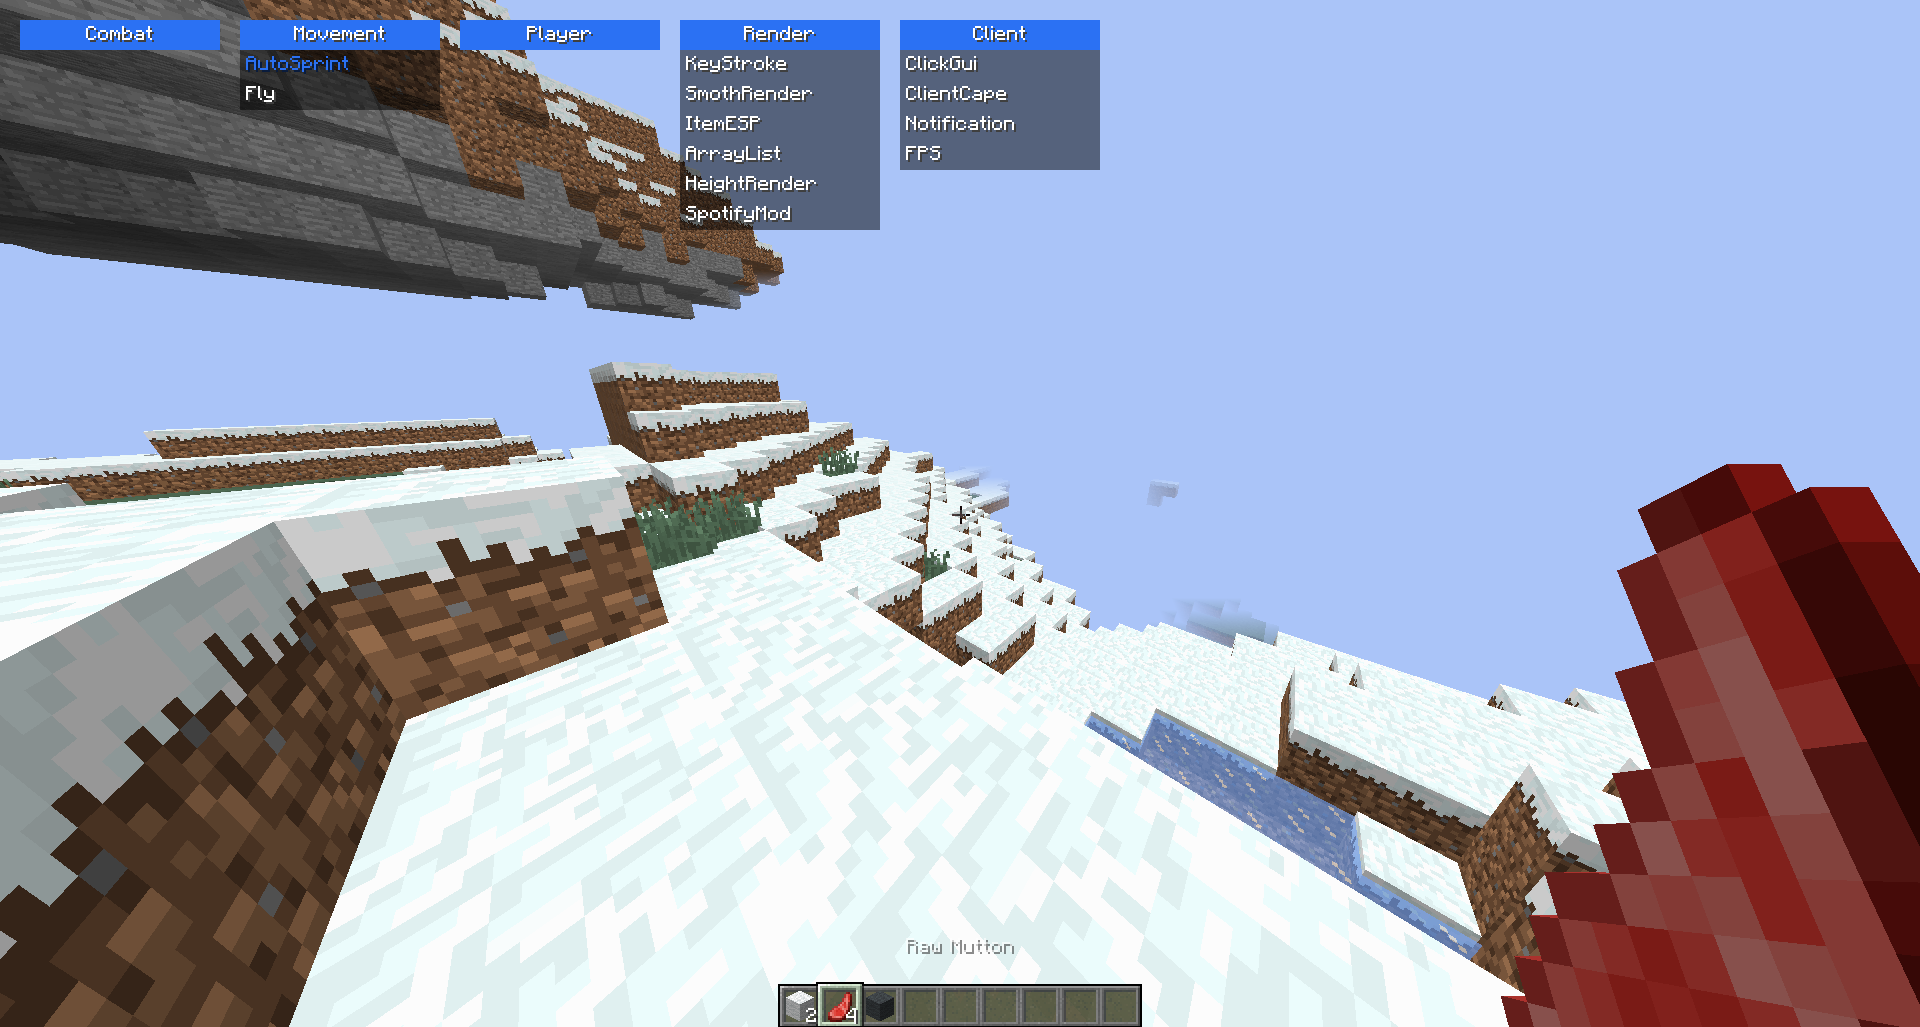 Combat
Movement
AutoSprint
Fly
Player
Render
KeyStroke
SmothRender
ItemESP
ArrayList
HeightRender
SpotifyMod
Client
ClickGui
ClientCape
Notification
FPS
Raw Mutton
2
4